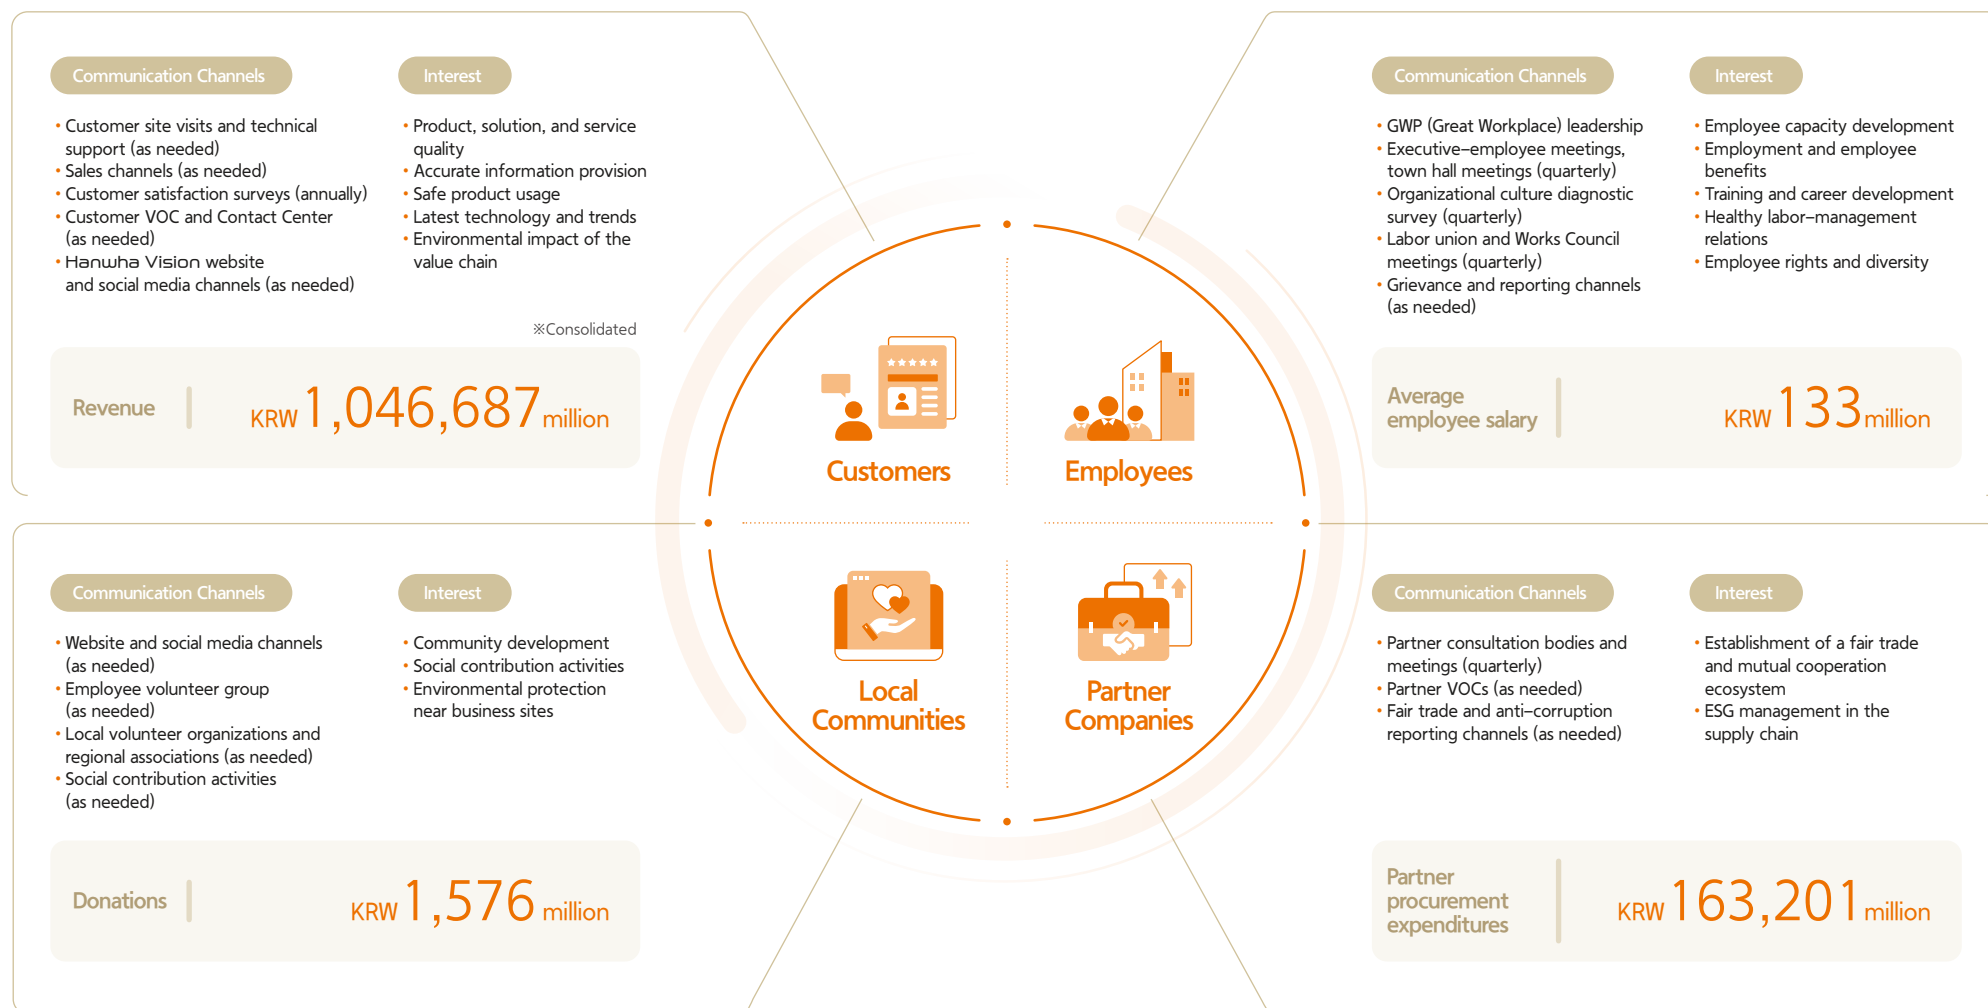 Communication Channels
• Customer site visits and technical
support (as needed)
• Sales channels (as needed)
• Customer satisfaction surveys (annually)
• Customer VOC and Contact Center
(as needed)
• Hanwha Vision website
and social media channels (as needed)
Interest
• Product, solution, and service
quality
• Accurate information provision
• Safe product usage
• Latest technology and trends
• Environmental impact of the
value chain
※Consolidated
Revenue
KRW 1,046,687 million
Customers
Communication Channels
• GWP (Great Workplace) leadership
• Executive-employee meetings,
town hall meetings (quarterly)
• Organizational culture diagnostic
survey (quarterly)
• Labor union and Works Council
meetings (quarterly)
• Grievance and reporting channels
(as needed)
Interest
• Employee capacity development
• Employment and employee
benefits
• Training and career development
• Healthy labor-management
relations
• Employee rights and diversity
Average
employee salary
KRW 133 million
Employees
Communication Channels
• Website and social media channels
(as needed)
• Employee volunteer group
(as needed)
• Local volunteer organizations and
regional associations (as needed)
• Social contribution activities
(as needed)
Interest
• Community development
• Social contribution activities
• Environmental protection
near business sites
Donations
KRW 1,576 million
Local
Communities
Communication Channels
• Partner consultation bodies and
meetings (quarterly)
• Partner VOCs (as needed)
• Fair trade and anti-corruption
reporting channels (as needed)
Interest
• Establishment of a fair trade
and mutual cooperation
ecosystem
• ESG management in the
supply chain
Partner
procurement
expenditures
KRW 163,201 million
Partner
Companies